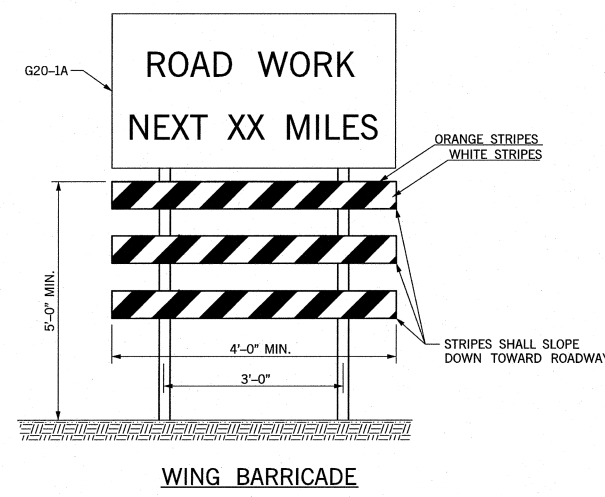 ROAD WORK
NEXT XX MILES
G20-1A
ORANGE STRIPES
WHITE STRIPES
5'-0" MIN.
4'-0" MIN.
3'-0"
STRIPES SHALL SLOPE
DOWN TOWARD ROADWAY
WING BARRICADE